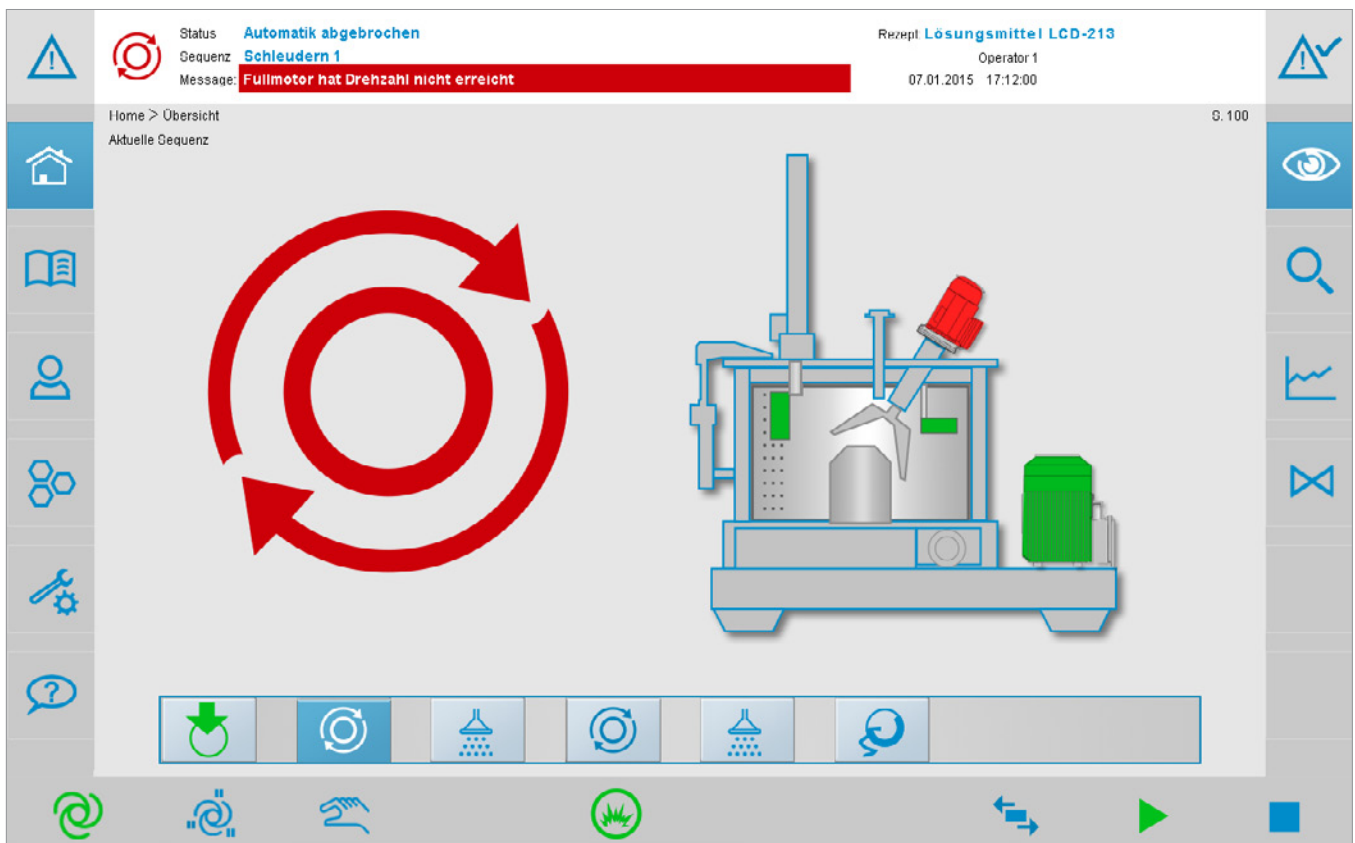 Status Automatik abgebrochen
Sequenz Schleudern 1
Message: Füllmotor hat Drehzahl nicht erreicht
Rezept Lösungsmittel LCD-213
Operator 1
07.01.2015 17:12:00
Home > Übersicht
S. 100
Aktuelle Sequenz